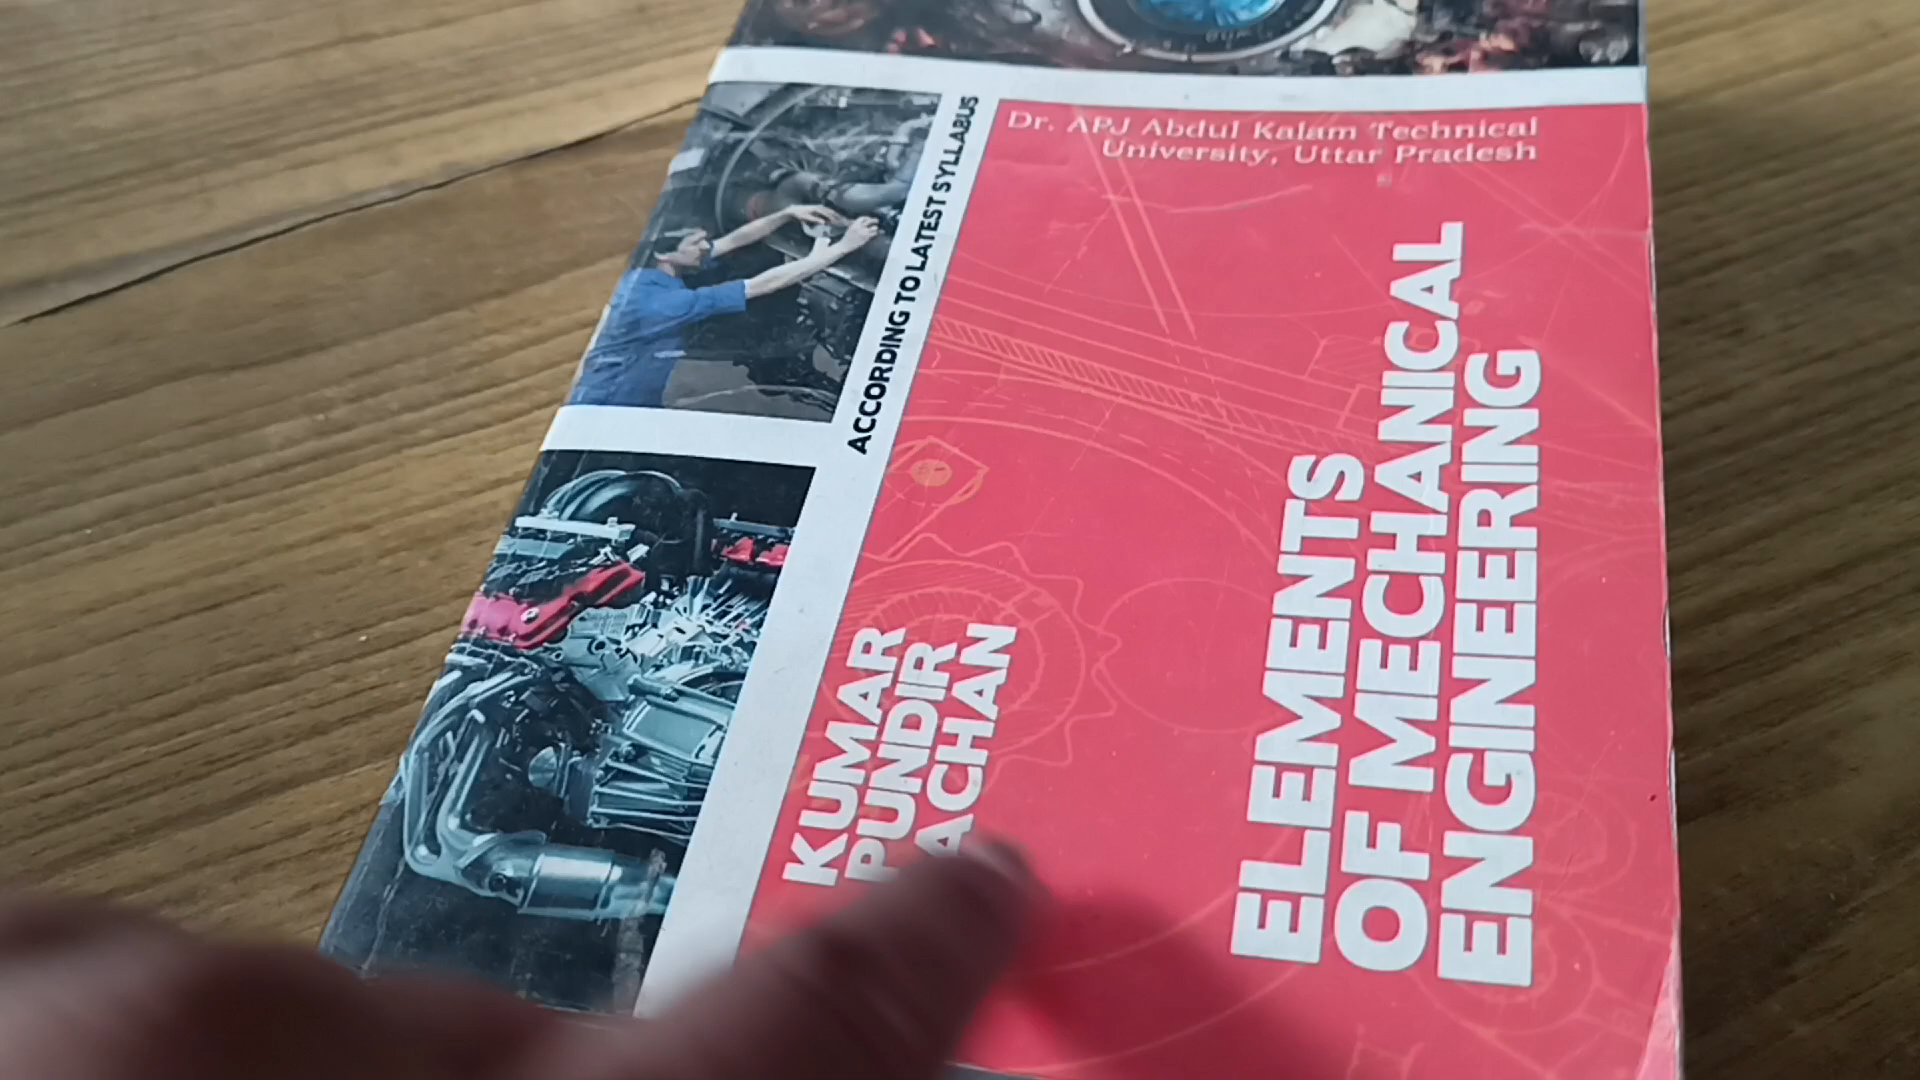 Dr. APJ Abdul Kalam Technical
University, Uttar Pradesh
ACCORDING TO LATEST SYLLABUS
ELEMENTS
OF MECHANICAL
ENGINEERING
KUMAR
PUNDIR